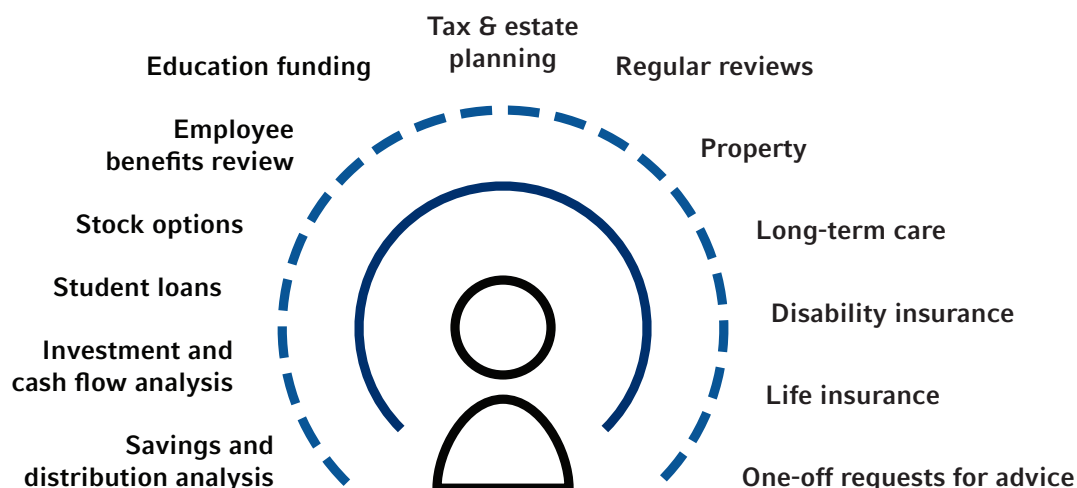 Tax & estate
planning
Education funding
Regular reviews
Employee
benefits review
Property
Stock options
Long-term care
Student loans
Disability insurance
Investment and
cash flow analysis
Life insurance
Savings and
distribution analysis
One-off requests for advice